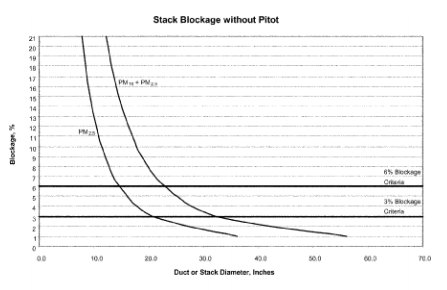 Stack Blockage without Pitot
Blockage, %
21
20
19
18
17
16
15
14
13
12
11
10
9
8
7
6
5
4
3
2
1
0
PM10 + PM2.5
PM2.5
6% Blockage
Criteria
3% Blockage
Criteria
0.0 10.0 20.0 30.0 40.0 50.0 60.0 70.0
Duct or Stack Diameter, Inches